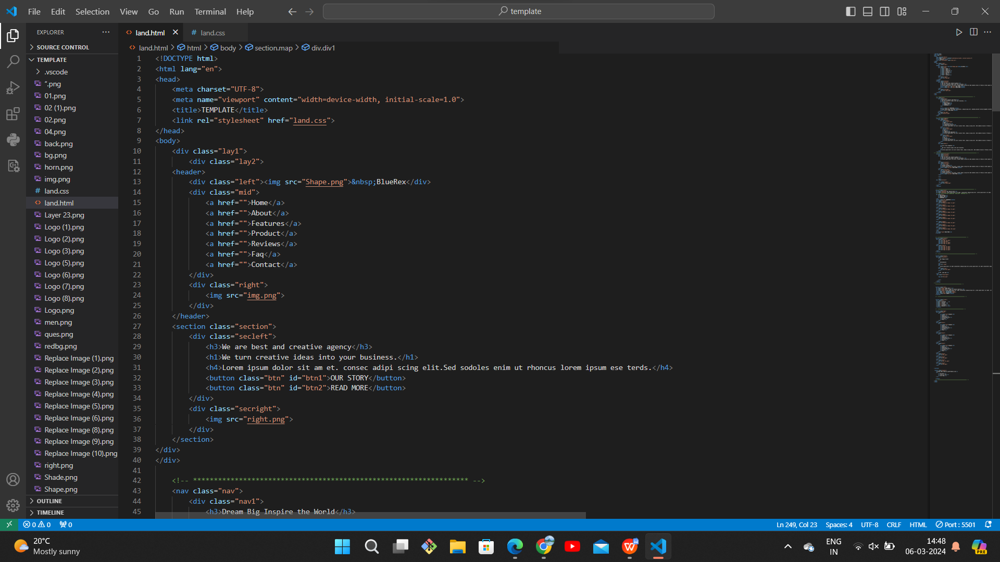 File Edit Selection View Go Run Terminal Help
template
EXPLORER
SOURCE CONTROL
TEMPLATE
.vscode
“.png
01.png
02 (1).png
02.png
04.png
back.png
bg.png
horn.png
img.png
land.css
land.html
Layer 23.png
Logo (1).png
Logo (2).png
Logo (3).png
Logo (5).png
Logo (6).png
Logo (7).png
Logo (8).png
Logo.png
men.png
ques.png
redbg.png
Replace Image (1).png
Replace Image (2).png
Replace Image (3).png
Replace Image (4).png
Replace Image (5).png
Replace Image (6).png
Replace Image (8).png
Replace Image (9).png
Replace Image (10).png
right.png
Shade.png
Shape.png
OUTLINE
TIMELINE
land.html land.css
land.html > html > body > section.map > div.div1
1 <!DOCTYPE html>
2 <html lang="en">
3 <head>
4 <meta charset="UTF-8">
5 <meta name="viewport" content="width=device-width, initial-scale=1.0">
6 <title>TEMPLATE</title>
7 <link rel="stylesheet" href="land.css">
8 </head>
9 <body>
10 <div class="lay1">
11 <div class="lay2">
12 <header>
13 <div class="left"><img src="Shape.png">&nbsp;BlueRex</div>
14 <div class="mid">
15 <a href="">Home</a>
16 <a href="">About</a>
17 <a href="">Features</a>
18 <a href="">Product</a>
19 <a href="">Reviews</a>
20 <a href="">Faq</a>
21 <a href="">Contact</a>
22 </div>
23 <div class="right">
24 <img src="img.png">
25 </div>
26 </header>
27 <section class="section">
28 <div class="secleft">
29 <h3>We are best and creative agency</h3>
30 <h1>We turn creative ideas into your business.</h1>
31 <h4>Lorem ipsum dolor sit am et. consec adipi scing elit.Sed sodoles enim ut rhoncus lorem ipsum ese terds.</h4>
32 <button class="btn" id="btn1">OUR STORY</button>
33 <button class="btn" id="btn2">READ MORE</button>
34 </div>
35 <div class="secright">
36 <img src="right.png">
37 </div>
38 </section>
39 </div>
40 </div>
41
42 <!-- ****************************************************************** -->
43 <nav class="nav">
44 <div class="nav1">
45 <h3>Dream Big Inspire the World</h3>
0 0 0
Ln 249, Col 23 Spaces: 4 UTF-8 CRLF HTML Port : 5501
20°C
Mostly sunny
ENG
IN
14:48
06-03-2024
PRE